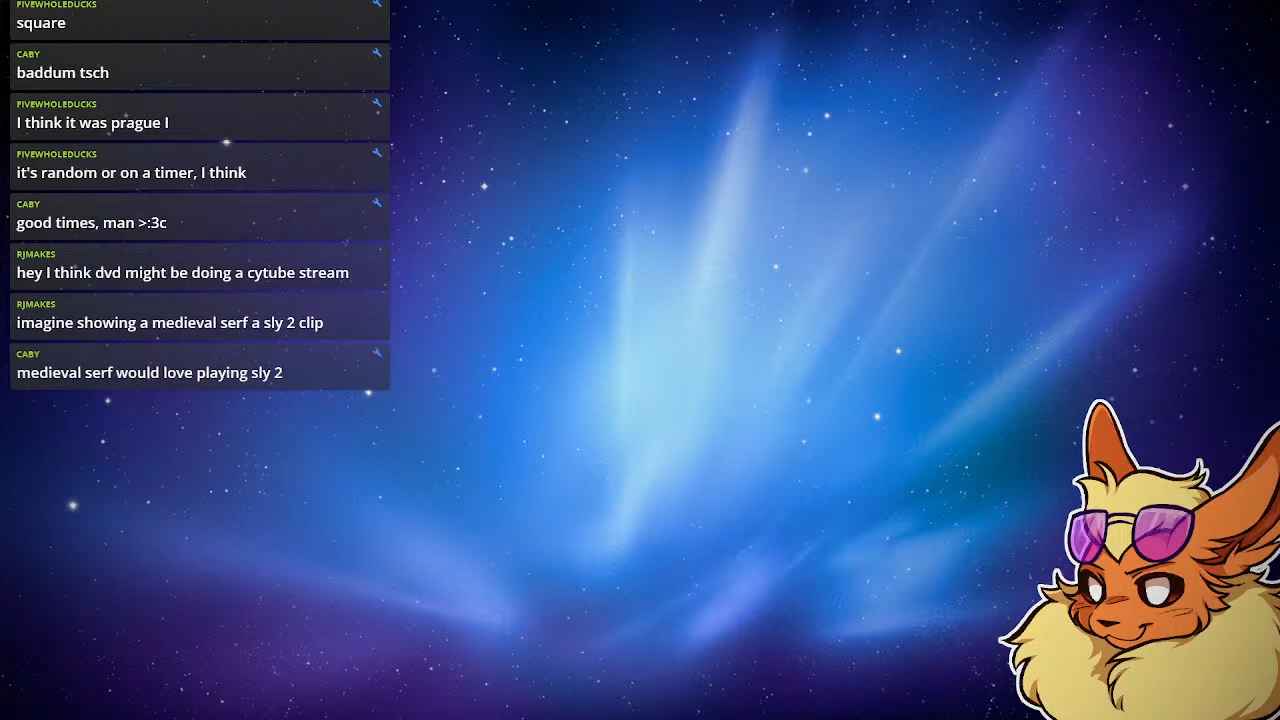 FIVEWHOLEDUCKS
square
CABY
baddum tsch
FIVEWHOLEDUCKS
I think it was prague I
FIVEWHOLEDUCKS
it's random or on a timer, I think
CABY
good times, man >:3c
RJMAKES
hey I think dvd might be doing a cytube stream
RJMAKES
imagine showing a medieval serf a sly 2 clip
CABY
medieval serf would love playing sly 2